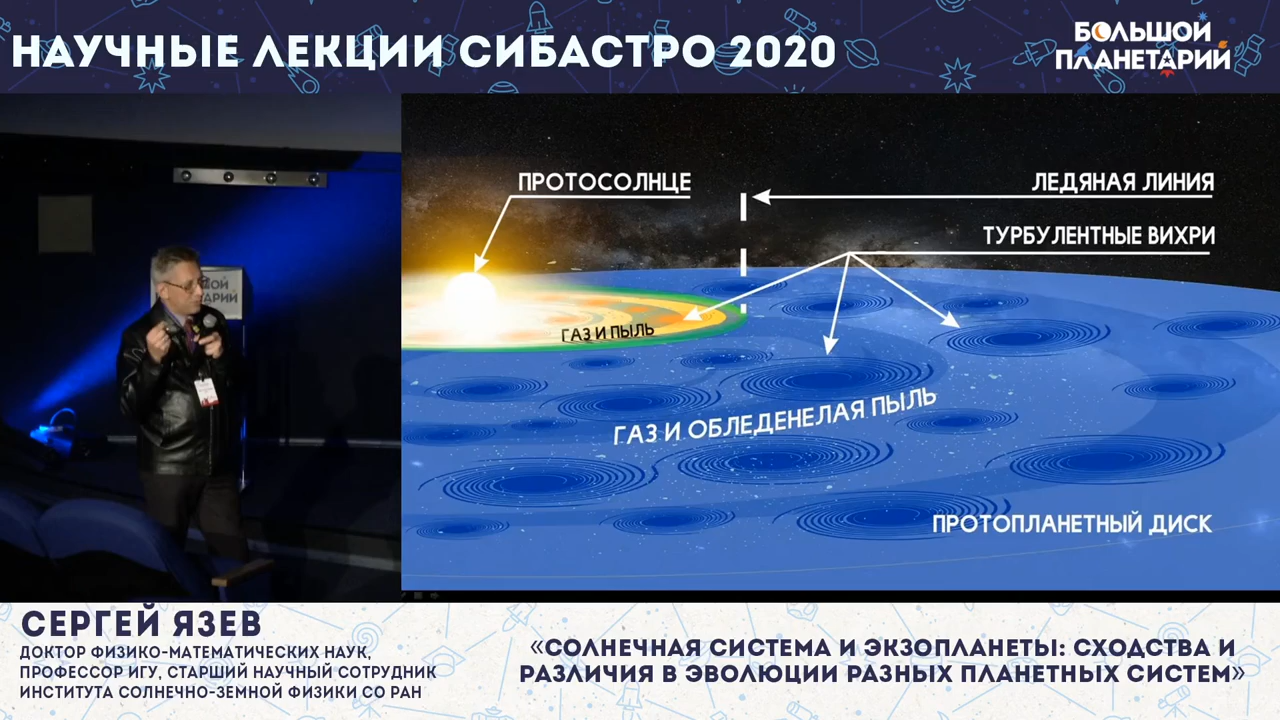 НАУЧНЫЕ ЛЕКЦИИ СИБАСТРО 2020
БОЛЬШОЙ
ПЛАНЕТАРИЙ
ПРОТОСОЛНЦЕ
ЛЕДЯНАЯ ЛИНИЯ
ТУРБУЛЕНТНЫЕ ВИХРИ
ГАЗ И ПЫЛЬ
ГАЗ И ОБЛЕДЕНЕЛАЯ ПЫЛЬ
ПРОТОПЛАНЕТНЫЙ ДИСК
СЕРГЕЙ ЯЗЕВ
ДОКТОР ФИЗИКО-МАТЕМАТИЧЕСКИХ НАУК,
ПРОФЕССОР ИГУ, СТАРШИЙ НАУЧНЫЙ СОТРУДНИК
ИНСТИТУТА СОЛНЕЧНО-ЗЕМНОЙ ФИЗИКИ СО РАН
«СОЛНЕЧНАЯ СИСТЕМА И ЭКЗОПЛАНЕТЫ: СХОДСТВА И
РАЗЛИЧИЯ В ЭВОЛЮЦИИ РАЗНЫХ ПЛАНЕТНЫХ СИСТЕМ»